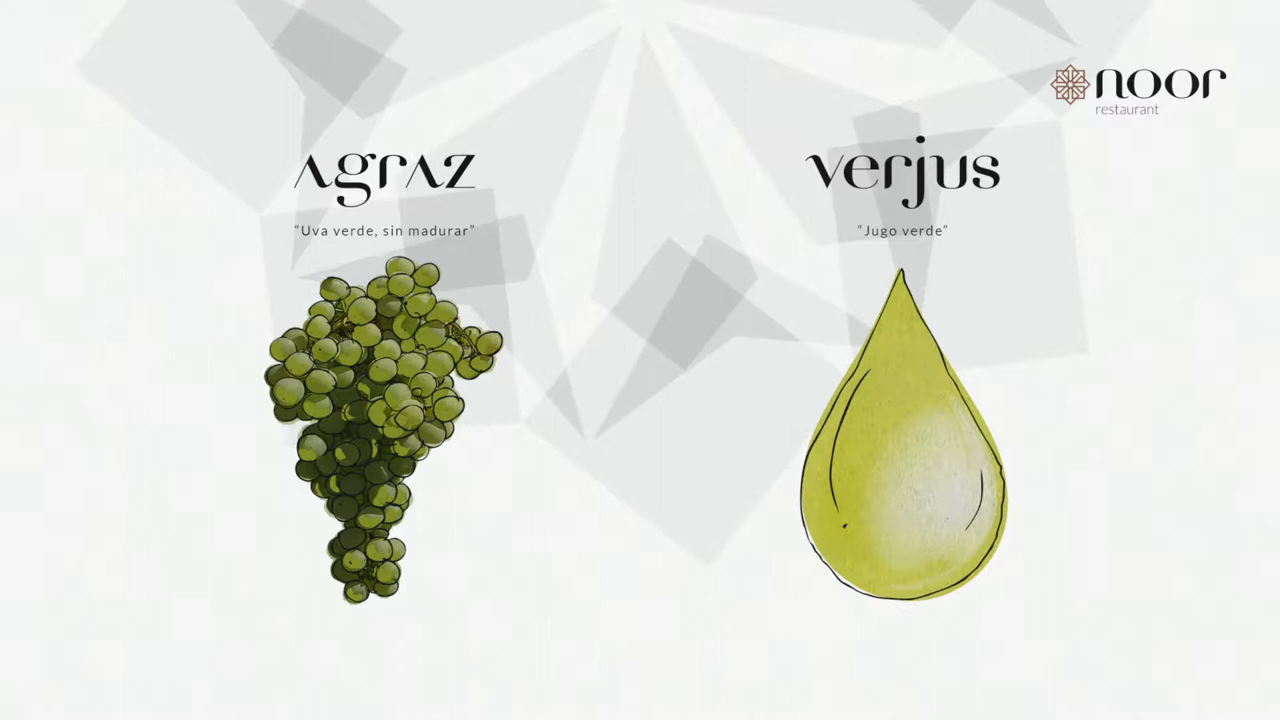 noor
restaurant
agraz
“Uva verde, sin madurar”
verjus
“Jugo verde”